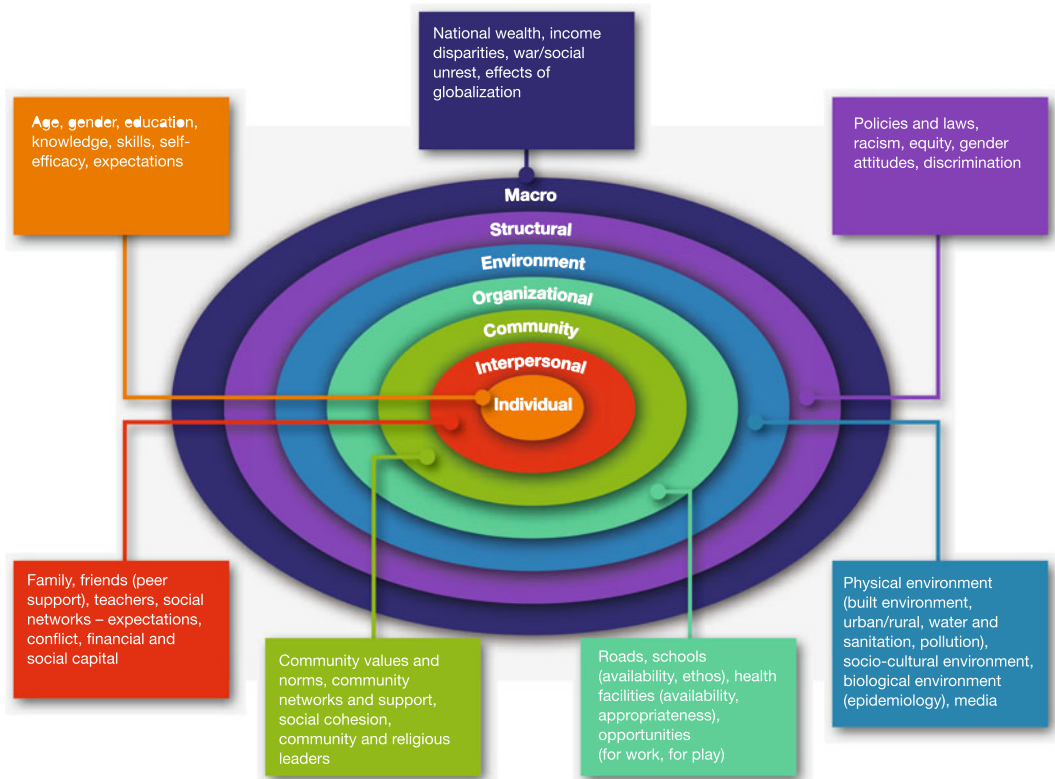 National wealth, income
disparities, war/social
unrest, effects of
globalization
Age, gender, education,
knowledge, skills, self-
efficacy, expectations
Policies and laws,
racism, equity, gender
attitudes, discrimination
Macro
Structural
Environment
Organizational
Community
Interpersonal
Individual
Family, friends (peer
support), teachers, social
networks – expectations,
conflict, financial and
social capital
Community values and
norms, community
networks and support,
social cohesion,
community and religious
leaders
Roads, schools
(availability, ethos), health
facilities (availability,
appropriateness),
opportunities
(for work, for play)
Physical environment
(built environment,
urban/rural, water and
sanitation, pollution),
socio-cultural environment,
biological environment
(epidemiology), media